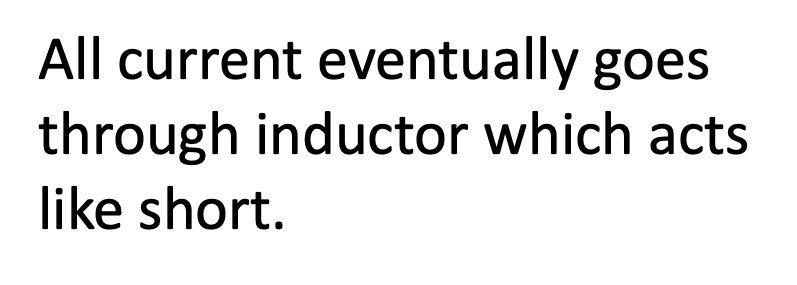 All current eventually goes
through inductor which acts
like short.